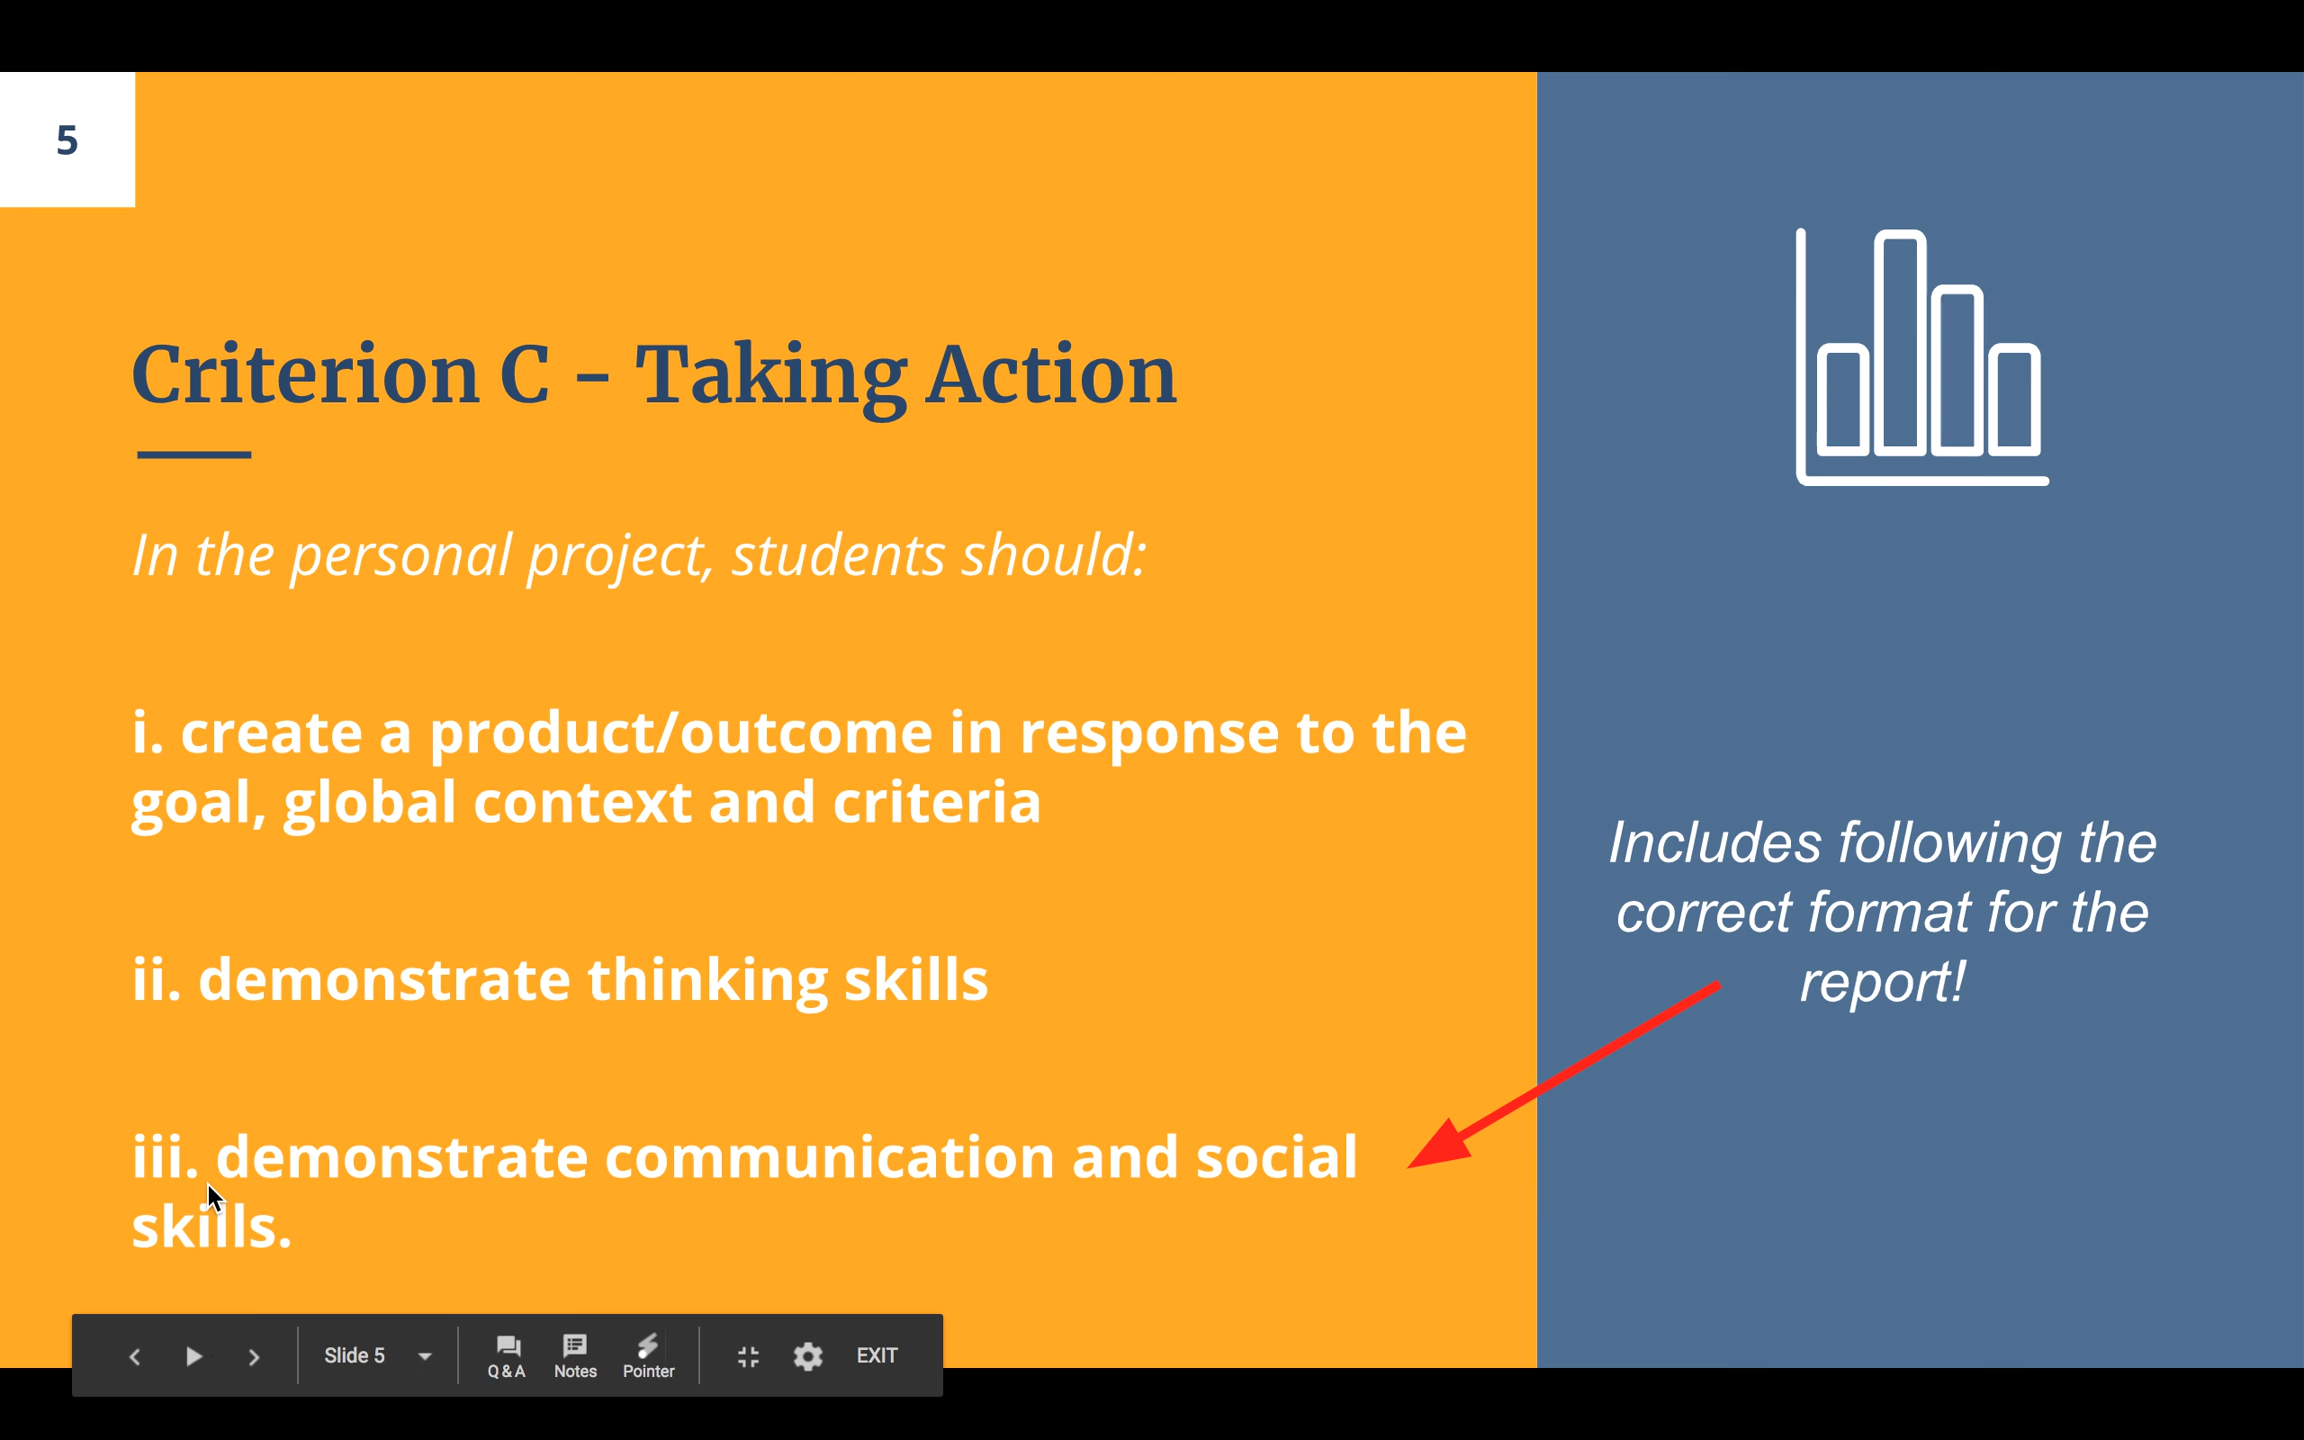 5
Criterion C – Taking Action
In the personal project, students should:
i. create a product/outcome in response to the
goal, global context and criteria
ii. demonstrate thinking skills
iii. demonstrate communication and social
skills.
Includes following the
correct format for the
report!
Slide 5
Q&A
Notes
Pointer
EXIT